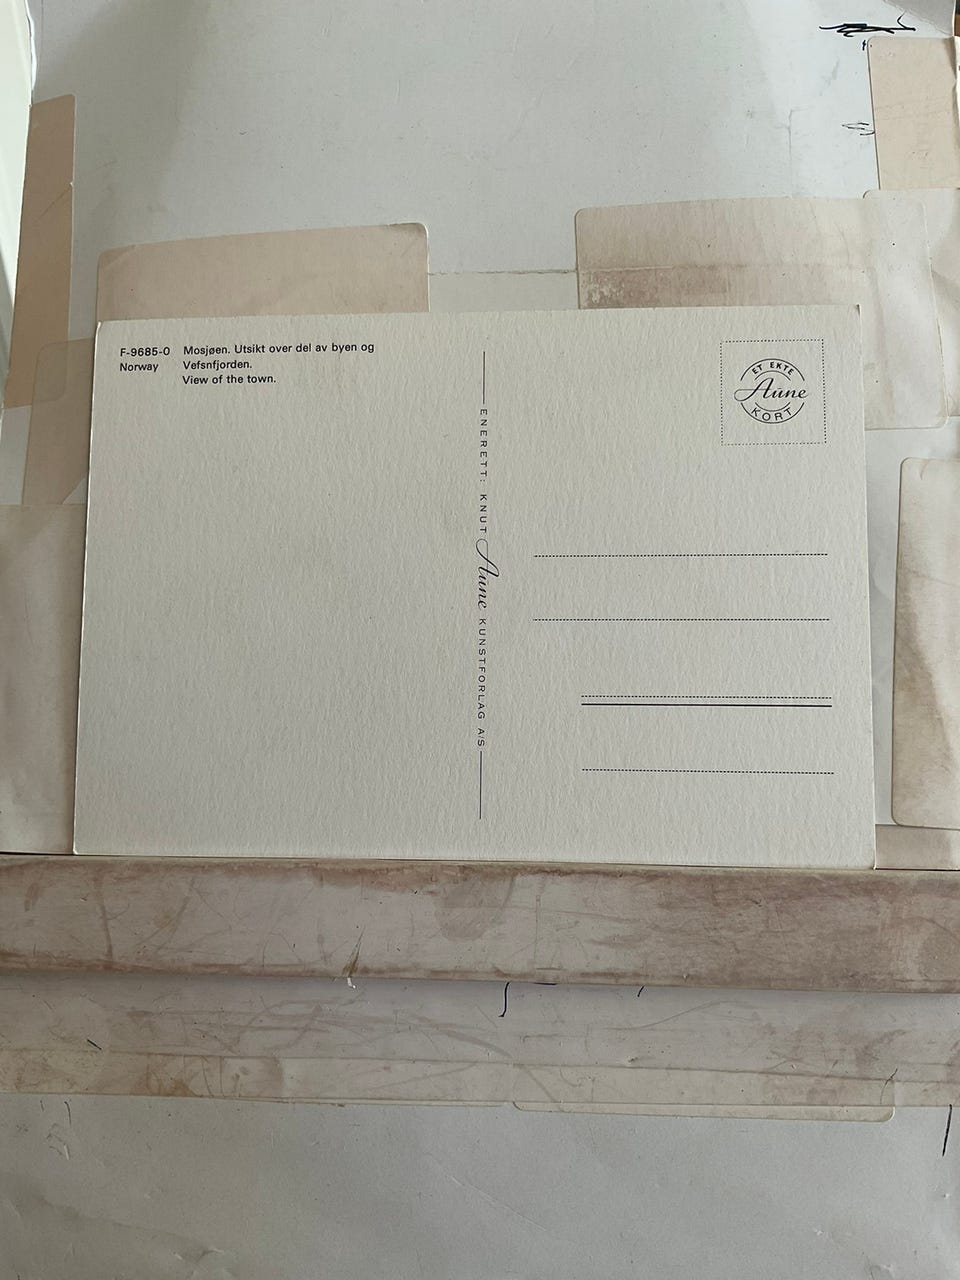 F-9685-0 Mosjøen. Utsikt over del av byen og
Norway Vefsnfjorden.
View of the town.
ENERETT: KNUT Aune KUNSTFORLAG A/S
ET EKTE
Aune
KORT